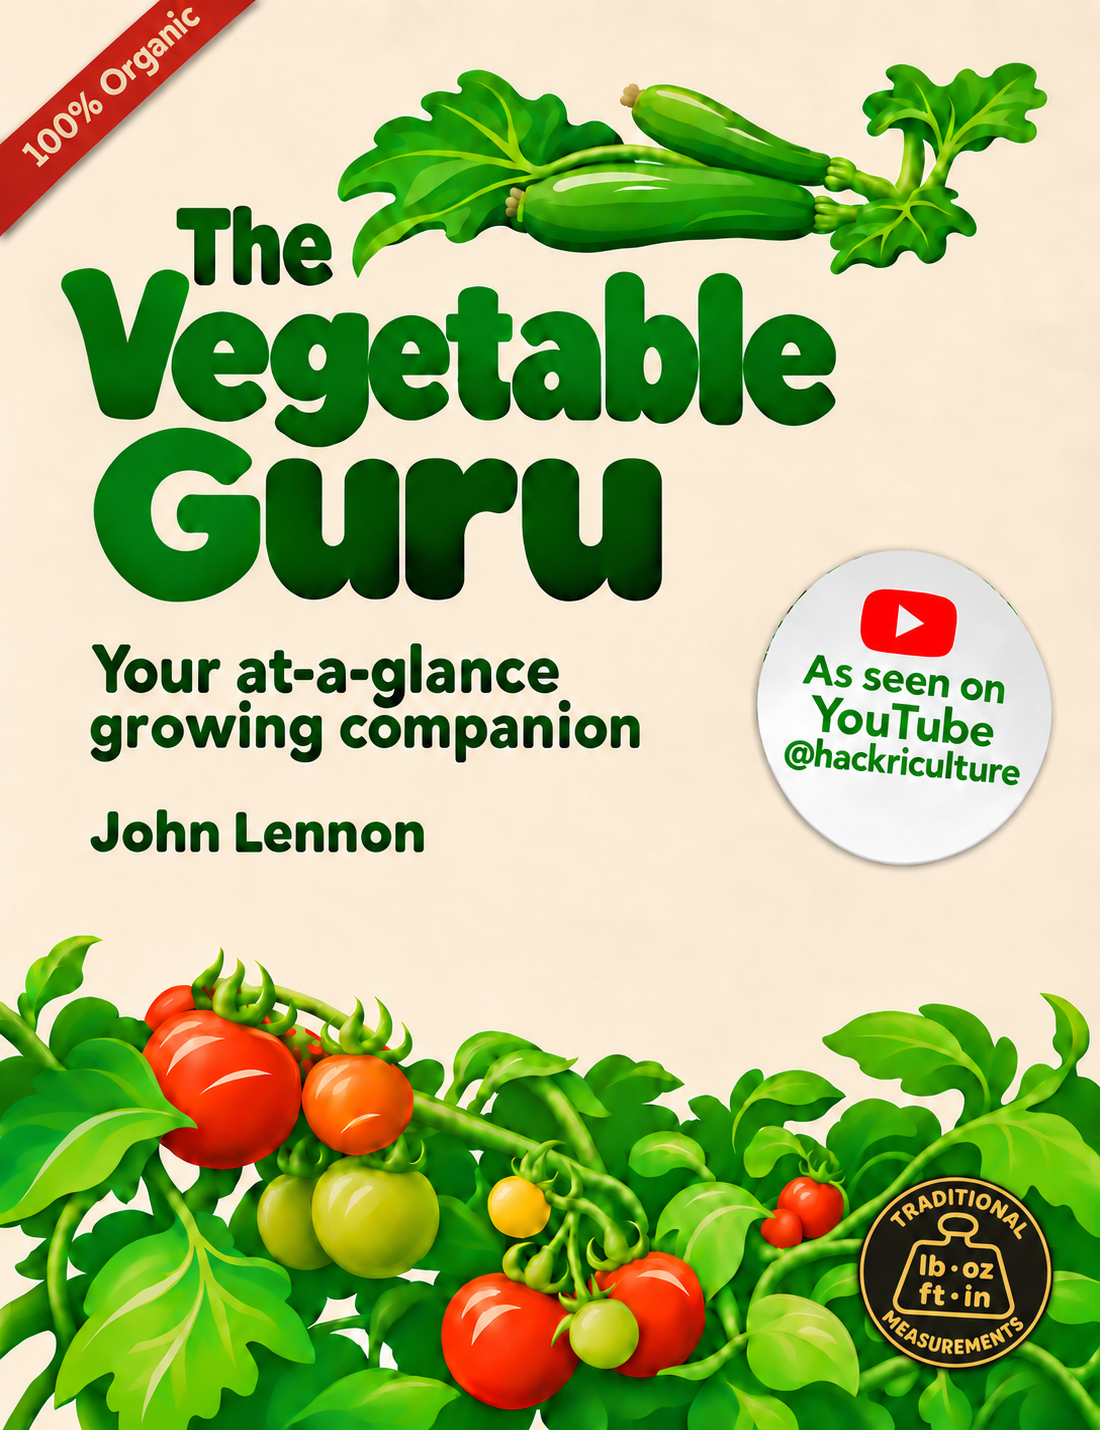 100% Organic
The
Vegetable
Guru
Your at-a-glance
growing companion
John Lennon
As seen on
YouTube
@hackriculture
TRADITIONAL
lb·oz
ft·in
MEASUREMENTS